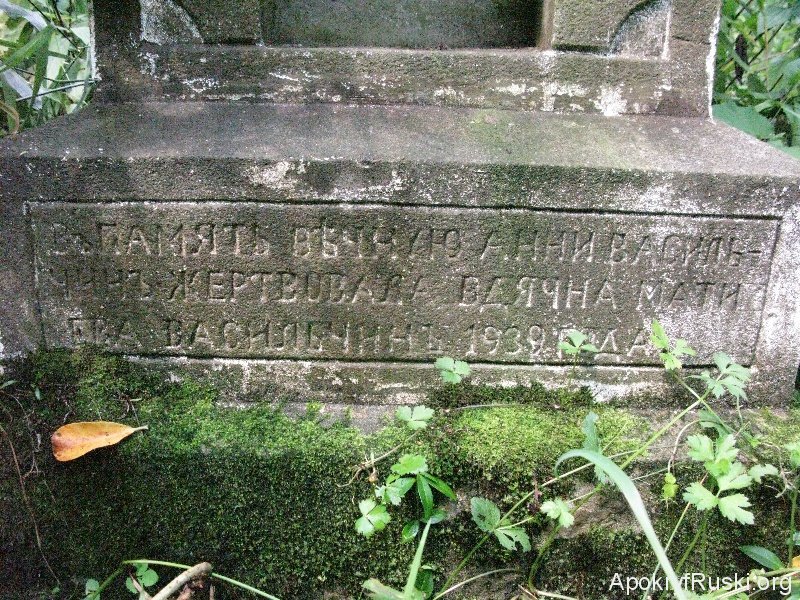 Въ ПАМЯТЬ ВѢЧНУЮ АННИ ВАСИЛЬ-
ЧИНЪ ЖЕРТВОВАЛА ВДЯЧНА МАТИ
ЕВА ВАСИЛЬЧИНЪ 1939 ГОДА
ApokryfRuski.org